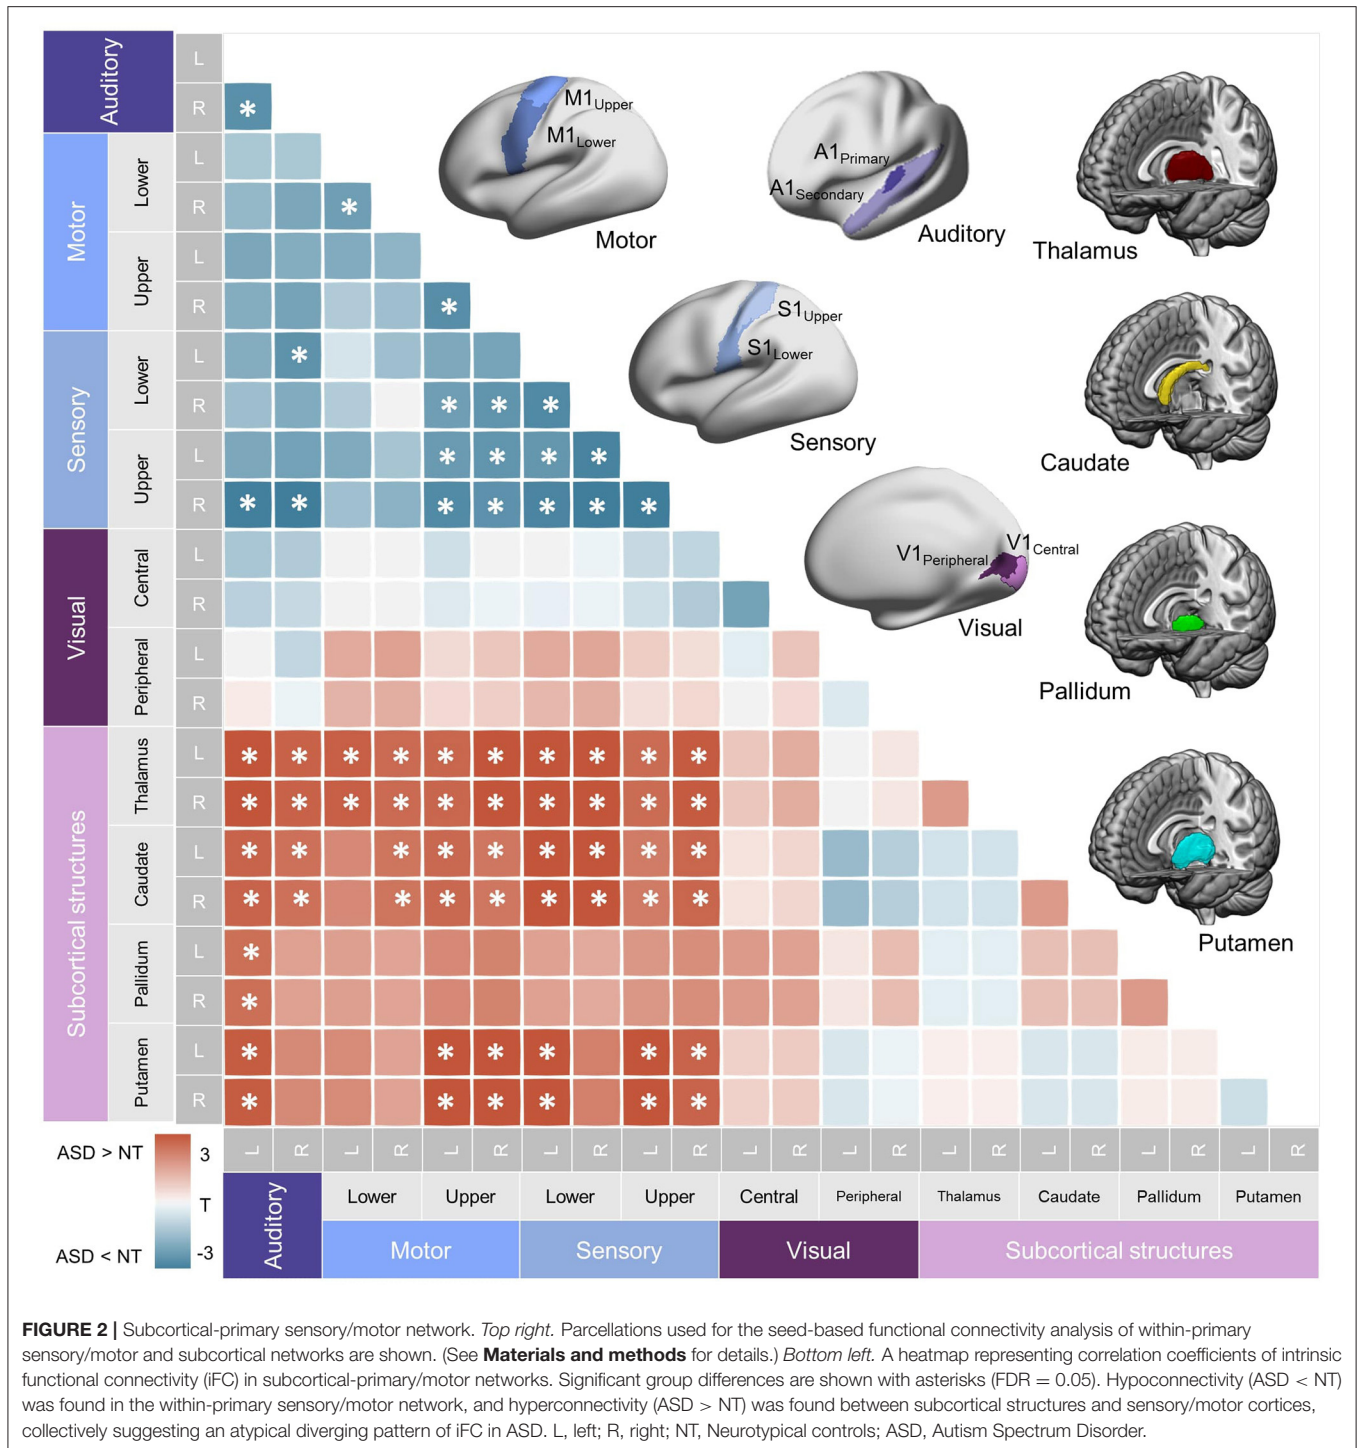 Auditory
L
R
*
Motor
Lower
L
R
*
Upper
L
R
*
Sensory
Lower
L
*
R
* * *
Upper
L
* * * *
R
* * * * * * *
Visual
Central
L
R
Peripheral
L
R
Subcortical structures
Thalamus
L
* * * * * * * * * *
R
* * * * * * * * * *
Caudate
L
* * * * * * * * *
R
* * * * * * * * *
Pallidum
L
*
R
*
Putamen
L
* * * * * *
R
* * * * * *
M1Upper
M1Lower
Motor
A1Primary
A1Secondary
Auditory
Thalamus
S1Upper
S1Lower
Sensory
Caudate
V1Peripheral
V1Central
Visual
Pallidum
Putamen
ASD > NT
3
T
ASD < NT
-3
L R L R L R L R L R L R L R L R L R L R L R
Auditory
Lower Upper Lower Upper Central Peripheral Thalamus Caudate Pallidum Putamen
Motor Sensory Visual Subcortical structures
FIGURE 2 | Subcortical-primary sensory/motor network. Top right. Parcellations used for the seed-based functional connectivity analysis of within-primary
sensory/motor and subcortical networks are shown. (See Materials and methods for details.) Bottom left. A heatmap representing correlation coefficients of intrinsic
functional connectivity (iFC) in subcortical-primary/motor networks. Significant group differences are shown with asterisks (FDR = 0.05). Hypoconnectivity (ASD < NT)
was found in the within-primary sensory/motor network, and hyperconnectivity (ASD > NT) was found between subcortical structures and sensory/motor cortices,
collectively suggesting an atypical diverging pattern of iFC in ASD. L, left; R, right; NT, Neurotypical controls; ASD, Autism Spectrum Disorder.